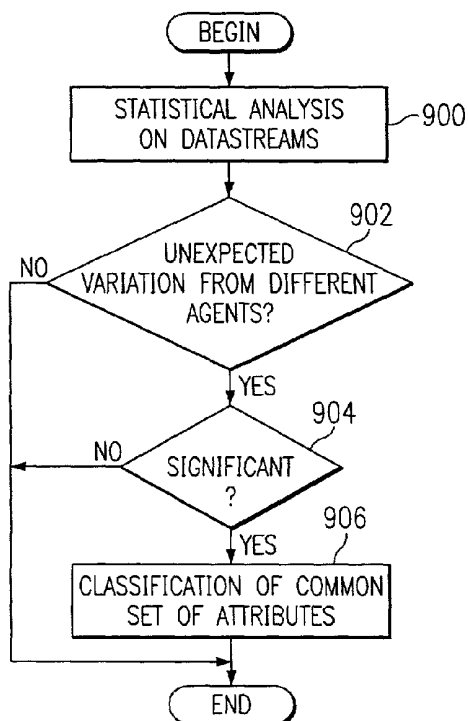 BEGIN
STATISTICAL ANALYSIS
ON DATASTREAMS
900
902
UNEXPECTED
NO
VARIATION FROM DIFFERENT
AGENTS?
YES
904
NO
SIGNIFICANT
?
YES
906
CLASSIFICATION OF COMMON
SET OF ATTRIBUTES
END